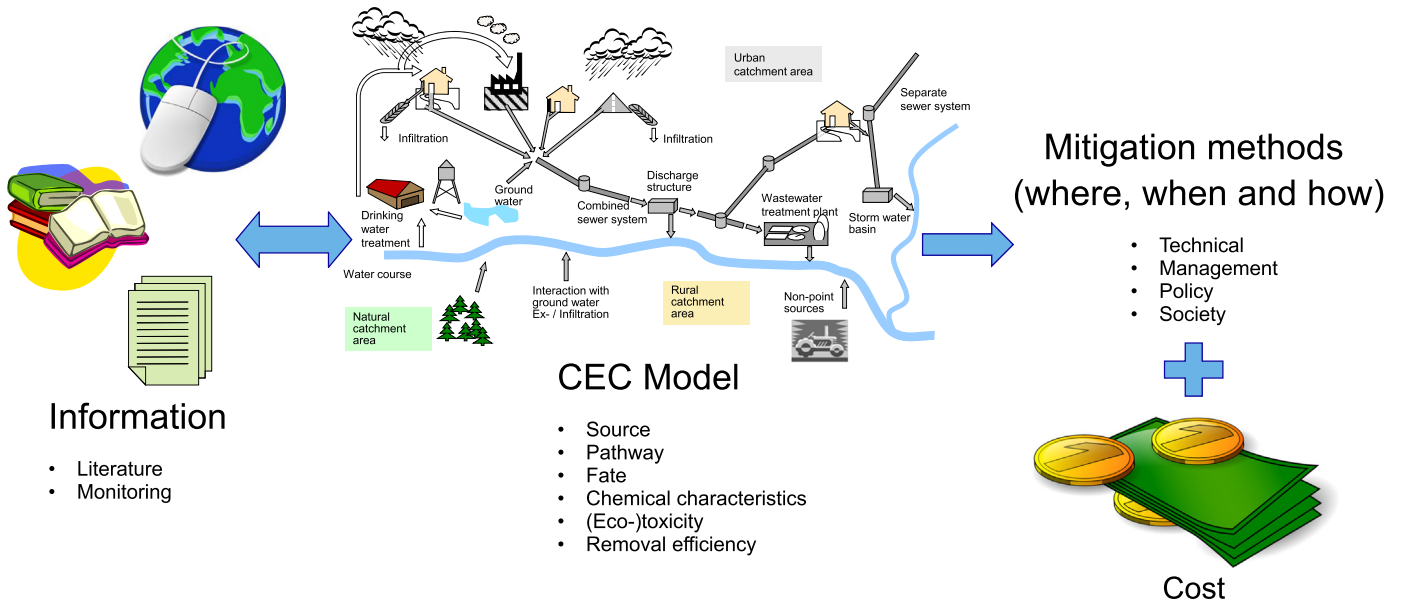 Urban
catchment area
Separate
sewer system
Infiltration
Infiltration
Ground
water
Drinking
water
treatment
Combined
sewer system
Discharge
structure
Wastewater
treatment plant
Storm water
basin
Water course
Natural
catchment
area
Interaction with
ground water
Ex- / Infiltration
Rural
catchment
area
Non-point
sources
Information
• Literature
• Monitoring
CEC Model
• Source
• Pathway
• Fate
• Chemical characteristics
• (Eco-)toxicity
• Removal efficiency
Mitigation methods
(where, when and how)
• Technical
• Management
• Policy
• Society
Cost